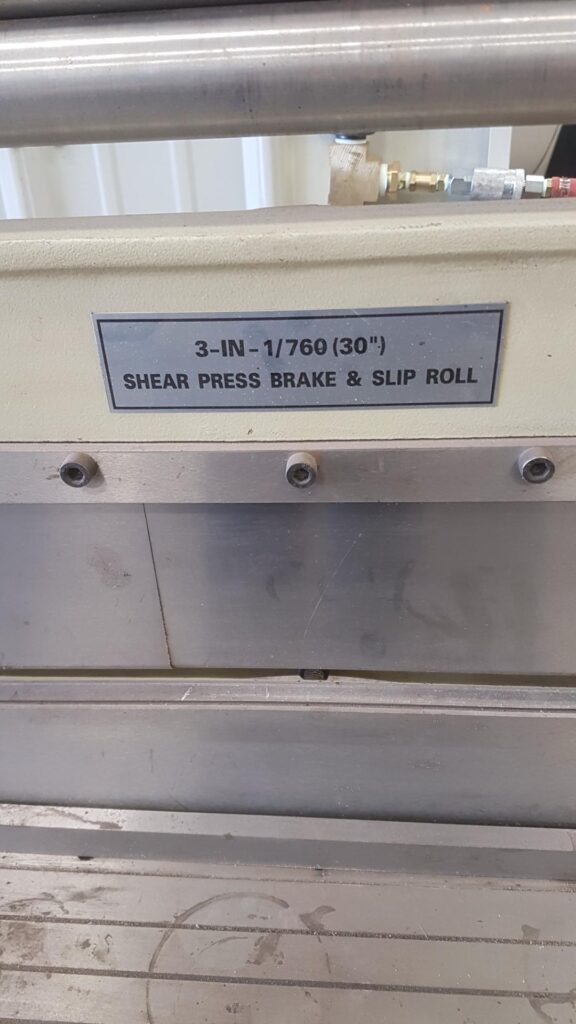 3-IN-1/760 (30")
SHEAR PRESS BRAKE & SLIP ROLL